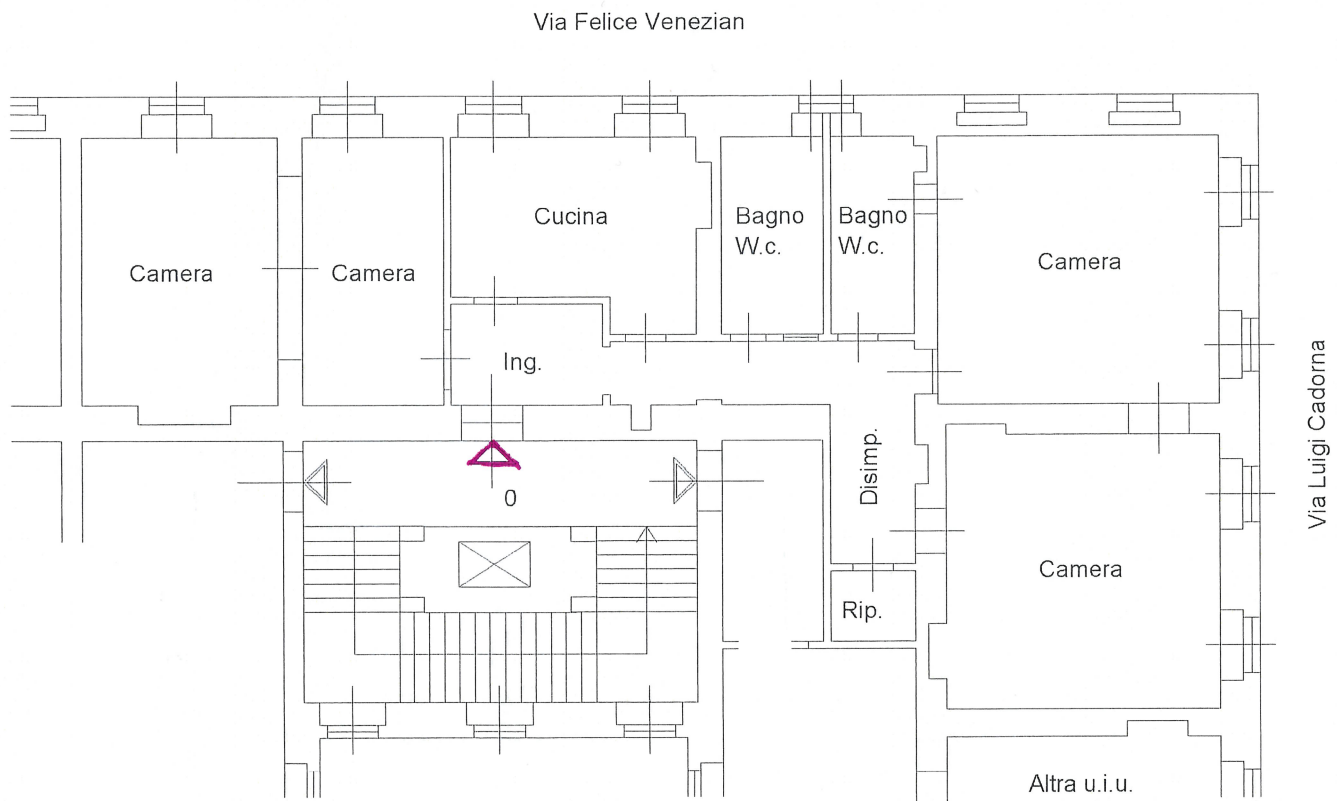 Via Felice Venezian
Cucina
Bagno
W.c.
Bagno
W.c.
Camera
Camera
Camera
Ing.
Via Luigi Cadorna
Disimp.
0
Camera
Rip.
Altra u.i.u.